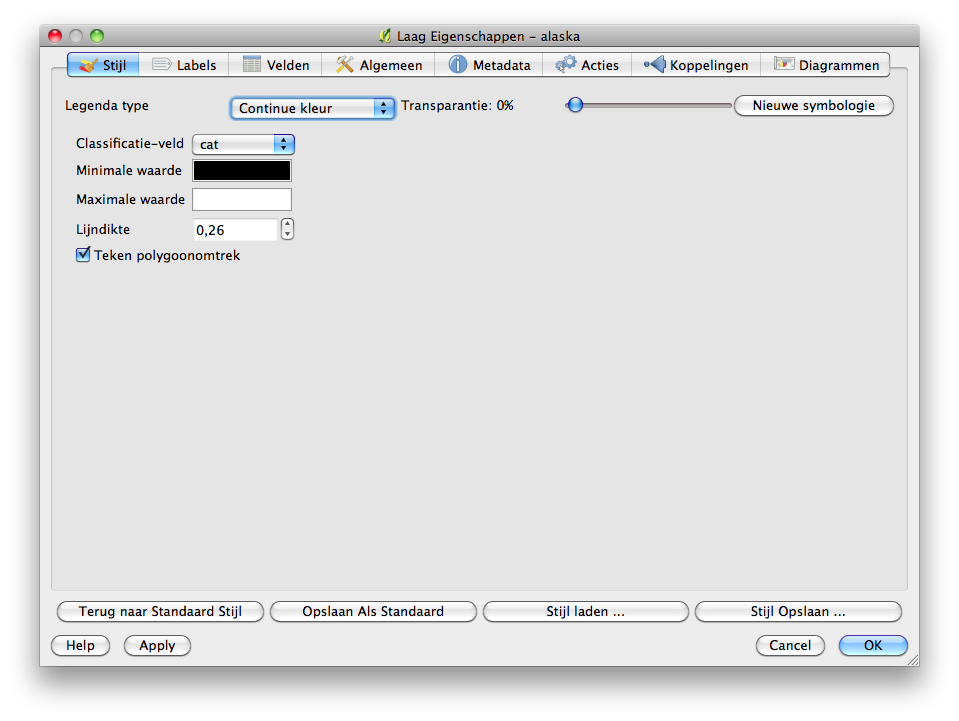 Laag Eigenschappen - alaska
Stijl Labels Velden Algemeen Metadata Acties Koppelingen Diagrammen
Legenda type Continue kleur Transparantie: 0% Nieuwe symbologie
Classificatie-veld cat
Minimale waarde
Maximale waarde
Lijndikte 0,26
Teken polygoonomtrek
Terug naar Standaard Stijl Opslaan Als Standaard Stijl laden ... Stijl Opslaan ...
Help Apply Cancel OK